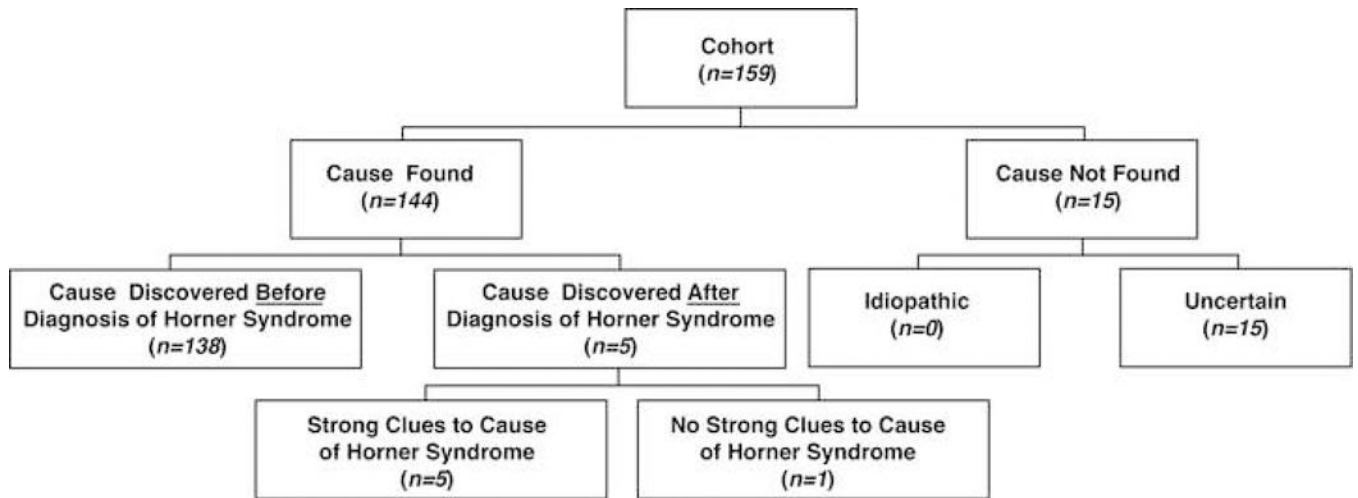 Cohort
(n=159)
Cause Found
(n=144)
Cause Not Found
(n=15)
Cause Discovered Before
Diagnosis of Horner Syndrome
(n=138)
Cause Discovered After
Diagnosis of Horner Syndrome
(n=5)
Idiopathic
(n=0)
Uncertain
(n=15)
Strong Clues to Cause
of Horner Syndrome
(n=5)
No Strong Clues to Cause
of Horner Syndrome
(n=1)